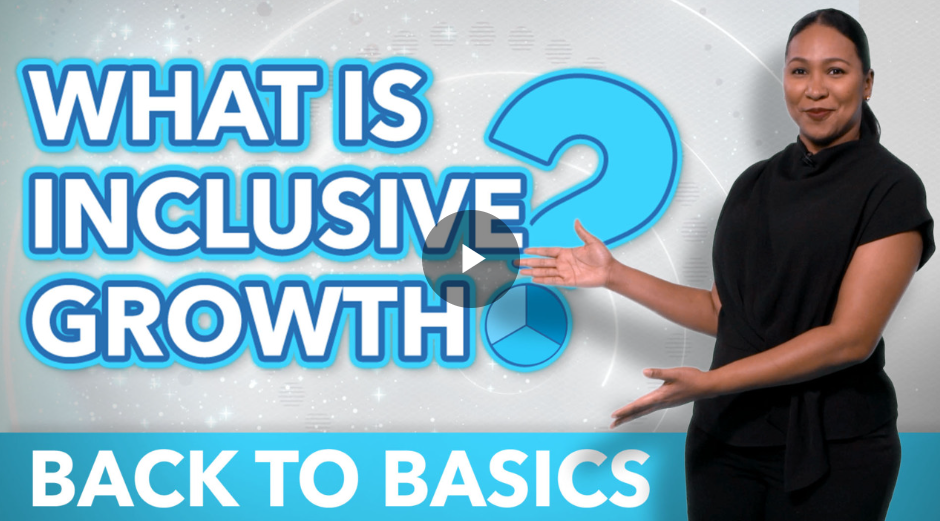 WHAT IS
INCLUSIVE
GROWTH?
BACK TO BASICS